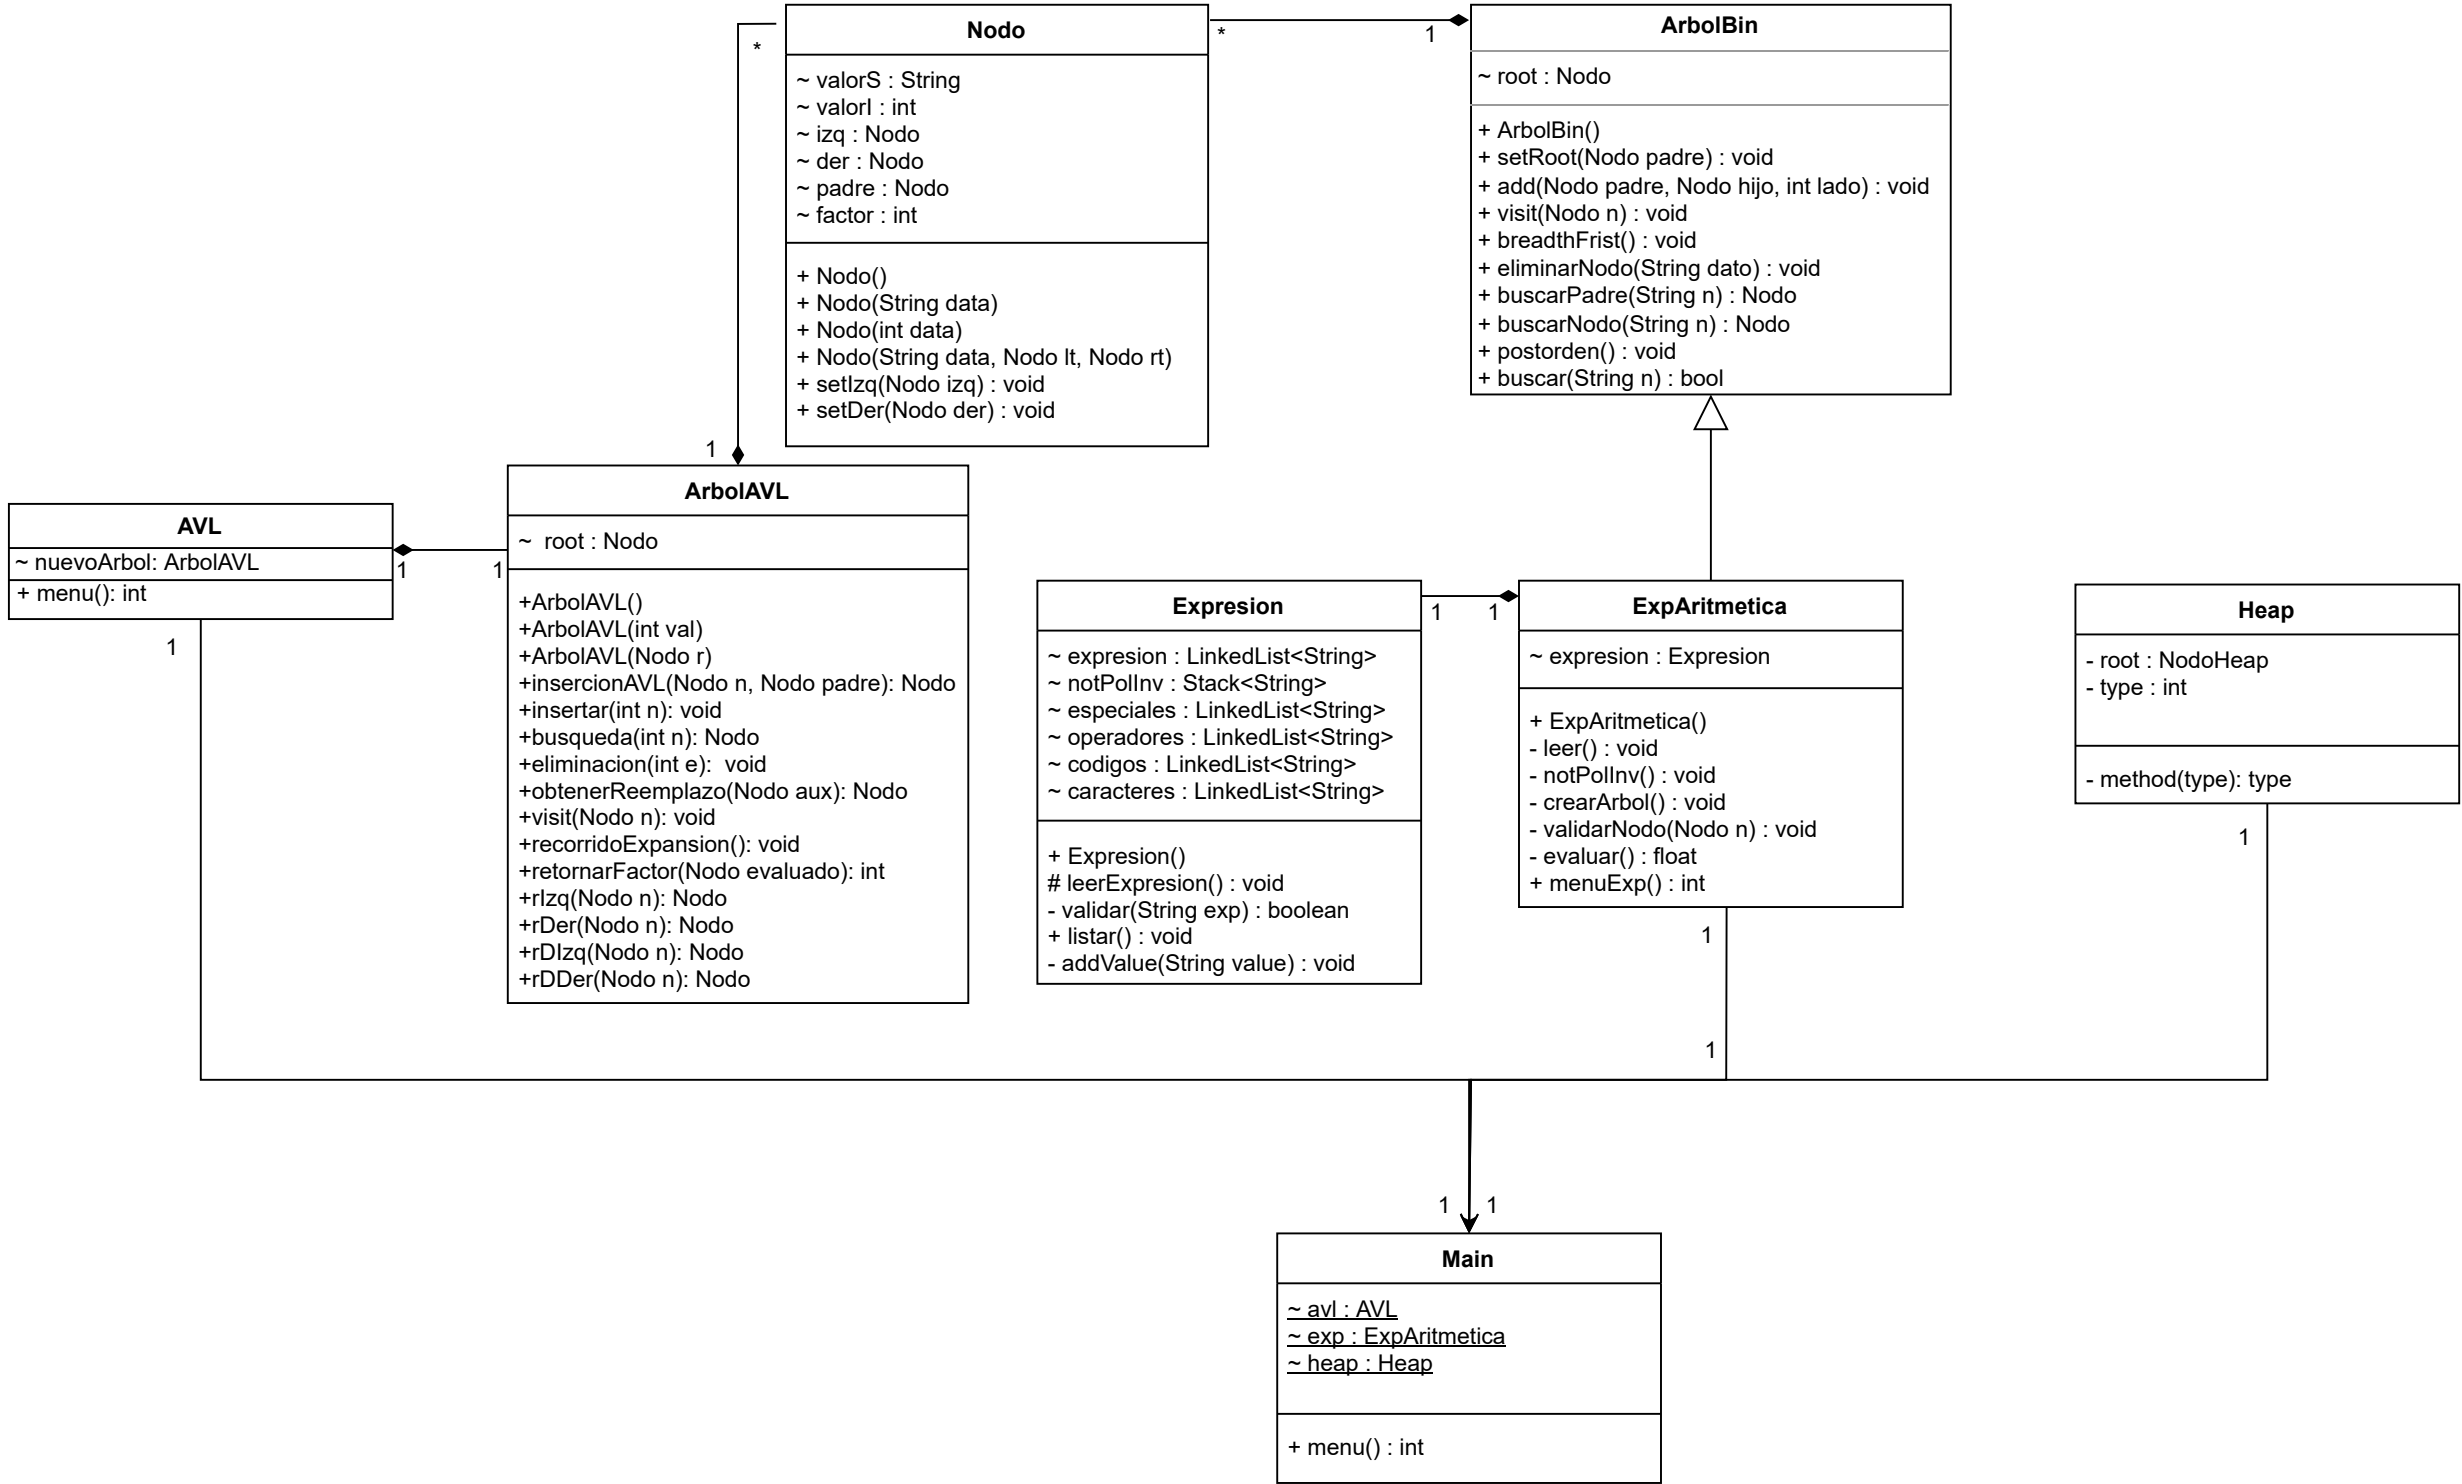 Nodo
~ valorS : String
~ valorI : int
~ izq : Nodo
~ der : Nodo
~ padre : Nodo
~ factor : int
+ Nodo()
+ Nodo(String data)
+ Nodo(int data)
+ Nodo(String data, Nodo lt, Nodo rt)
+ setIzq(Nodo izq) : void
+ setDer(Nodo der) : void
*
1
*
1
ArbolBin
~ root : Nodo
+ ArbolBin()
+ setRoot(Nodo padre) : void
+ add(Nodo padre, Nodo hijo, int lado) : void
+ visit(Nodo n) : void
+ breadthFrist() : void
+ eliminarNodo(String dato) : void
+ buscarPadre(String n) : Nodo
+ buscarNodo(String n) : Nodo
+ postorden() : void
+ buscar(String n) : bool
AVL
~ nuevoArbol: ArbolAVL
+ menu(): int
1
1
1
ArbolAVL
~  root : Nodo
+ArbolAVL()
+ArbolAVL(int val)
+ArbolAVL(Nodo r)
+insercionAVL(Nodo n, Nodo padre): Nodo
+insertar(int n): void
+busqueda(int n): Nodo
+eliminacion(int e):  void
+obtenerReemplazo(Nodo aux): Nodo
+visit(Nodo n): void
+recorridoExpansion(): void
+retornarFactor(Nodo evaluado): int
+rIzq(Nodo n): Nodo
+rDer(Nodo n): Nodo
+rDIzq(Nodo n): Nodo
+rDDer(Nodo n): Nodo
Expresion
~ expresion : LinkedList<String>
~ notPolInv : Stack<String>
~ especiales : LinkedList<String>
~ operadores : LinkedList<String>
~ codigos : LinkedList<String>
~ caracteres : LinkedList<String>
+ Expresion()
# leerExpresion() : void
- validar(String exp) : boolean
+ listar() : void
- addValue(String value) : void
1
1
ExpAritmetica
~ expresion : Expresion
+ ExpAritmetica()
- leer() : void
- notPolInv() : void
- crearArbol() : void
- validarNodo(Nodo n) : void
- evaluar() : float
+ menuExp() : int
1
1
Heap
- root : NodoHeap
- type : int
- method(type): type
1
1
1
Main
~ avl : AVL
~ exp : ExpAritmetica
~ heap : Heap
+ menu() : int